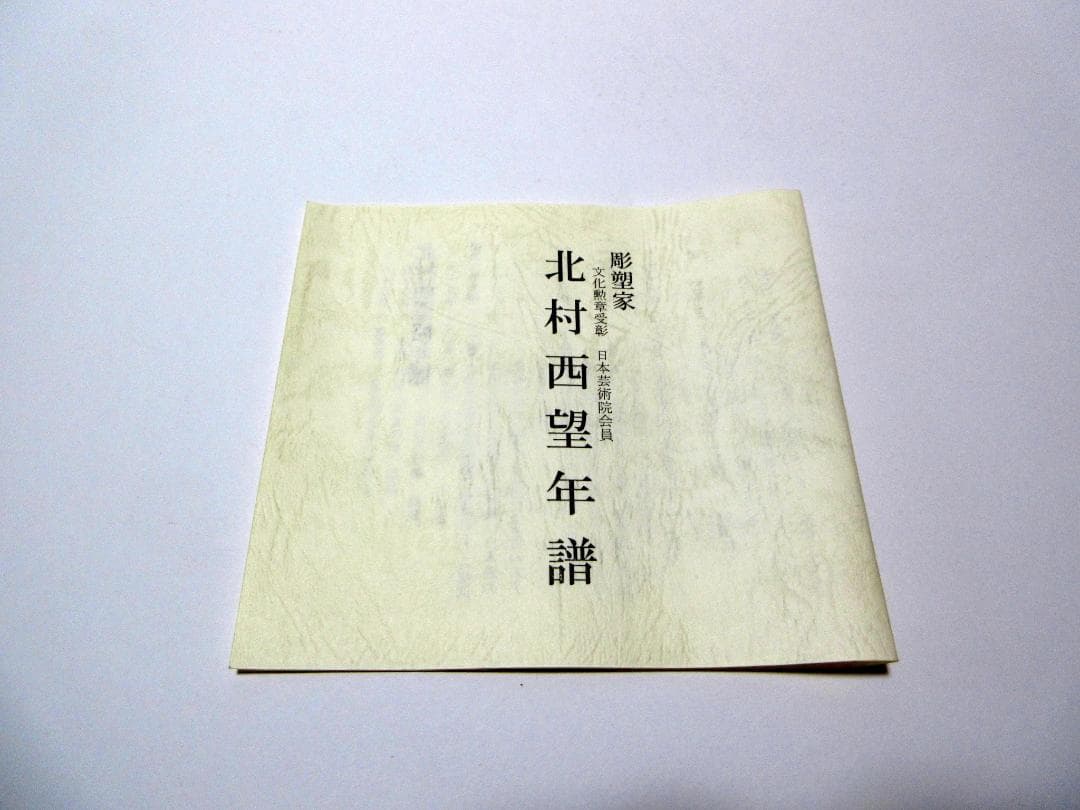 彫塑家
文化勲章受章 日本芸術院会員
北村西望年譜